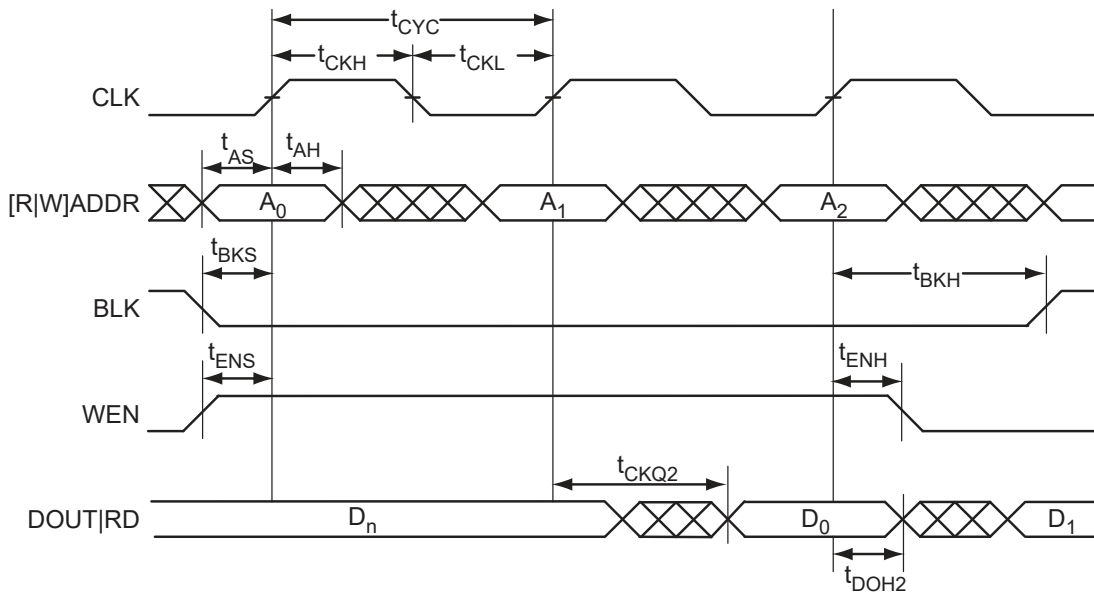 tCYC
tCKH tCKL
CLK
tAS tAH
[R|W]ADDR A0 A1 A2
tBKS tBKH
BLK
tENS tENH
WEN
tCKQ2
DOUT|RD Dn D0 D1
tDOH2